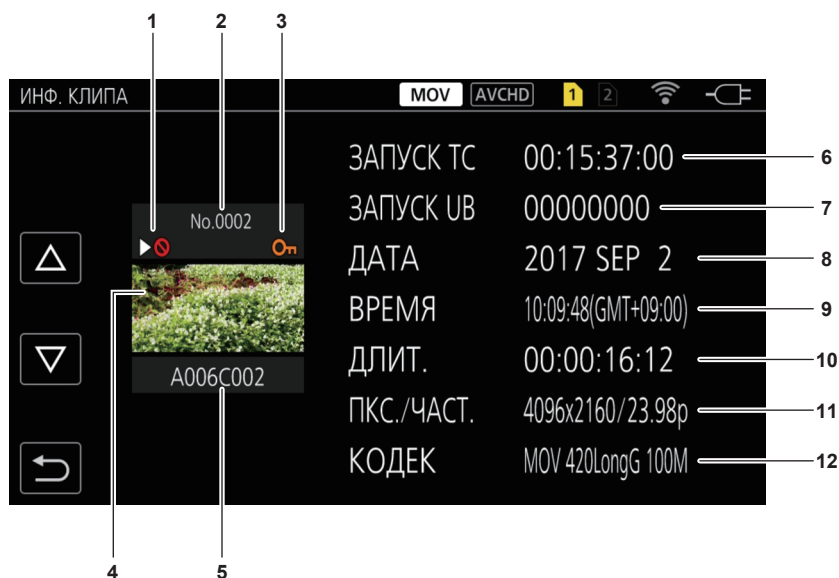 1 2 3
ИНФ. КЛИПА MOV AVCHD 1 2
ЗАПУСК TC 00:15:37:00 6
No.0002
ЗАПУСК UB 00000000 7
ДАТА 2017 SEP 2 8
ВРЕМЯ 10:09:48(GMT+09:00) 9
ДЛИТ. 00:00:16:12 10
A006C002
ПКС./ЧАСТ. 4096x2160/23.98p 11
КОДЕК MOV 420LongG 100M 12
4 5